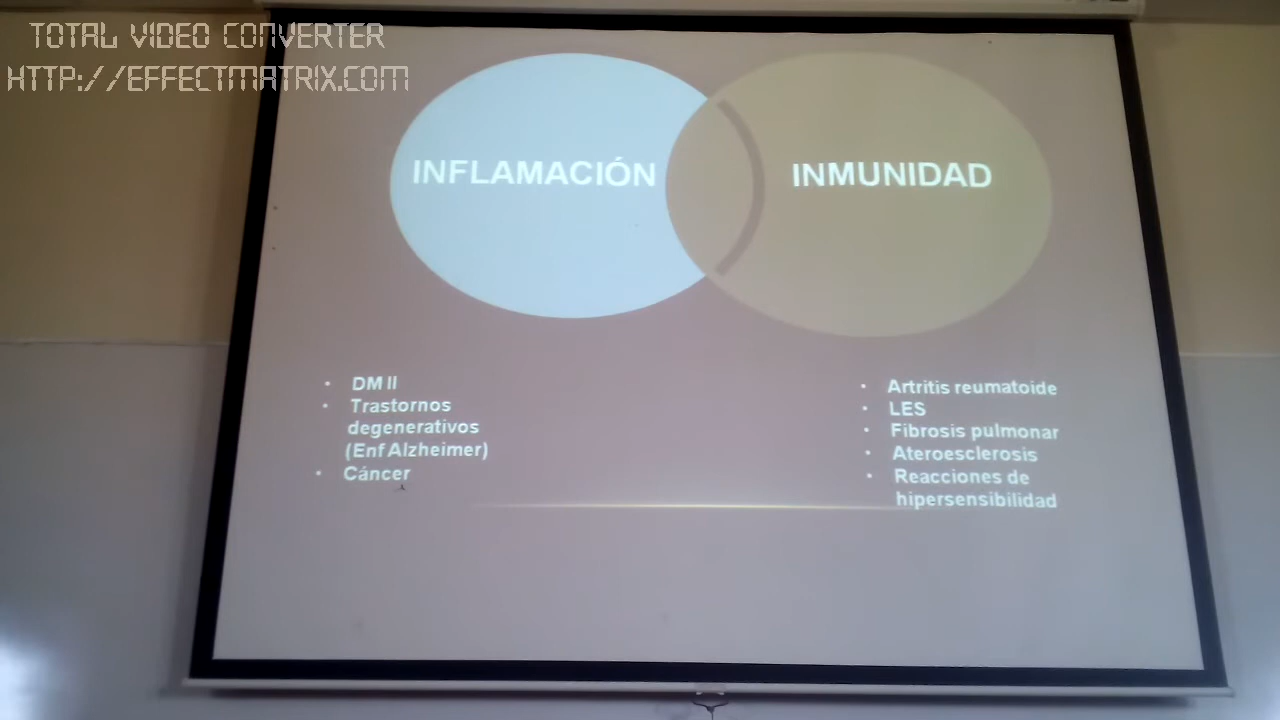 TOTAL VIDEO CONVERTER
HTTP://EFFECTMATRIX.COM
INFLAMACIÓN
INMUNIDAD
• DM II
• Trastornos
degenerativos
(Enf Alzheimer)
• Cáncer
• Artritis reumatoide
• LES
• Fibrosis pulmonar
• Ateroesclerosis
• Reacciones de
hipersensibilidad